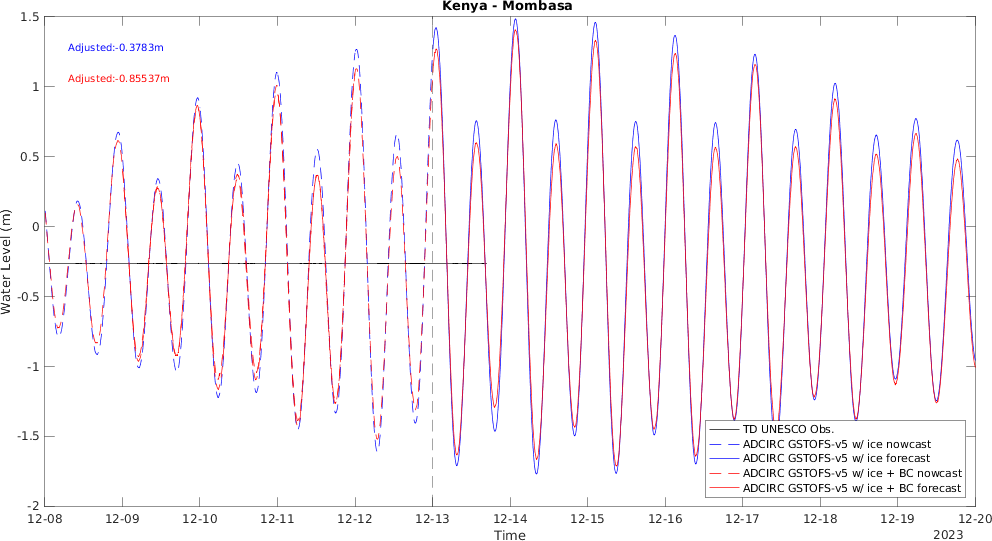 Kenya - Mombasa
Adjusted:-0.3783m
Adjusted:-0.85537m
Water Level (m)
1.5
1
0.5
0
-0.5
-1
-1.5
-2
TD UNESCO Obs.
ADCIRC GSTOFS-v5 w/ ice nowcast
ADCIRC GSTOFS-v5 w/ ice forecast
ADCIRC GSTOFS-v5 w/ ice + BC nowcast
ADCIRC GSTOFS-v5 w/ ice + BC forecast
12-08 12-09 12-10 12-11 12-12 12-13 12-14 12-15 12-16 12-17 12-18 12-19 12-20
Time
2023